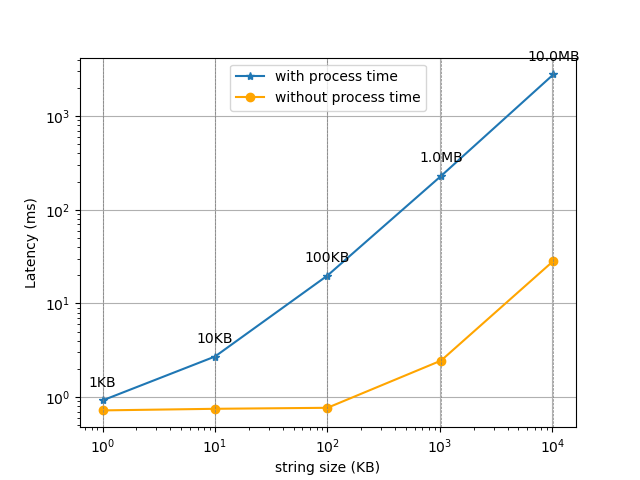 10.0MB
with process time
without process time
1.0MB
100KB
10KB
1KB
10³
10²
10¹
10⁰
Latency (ms)
10⁰ 10¹ 10² 10³ 10⁴
string size (KB)